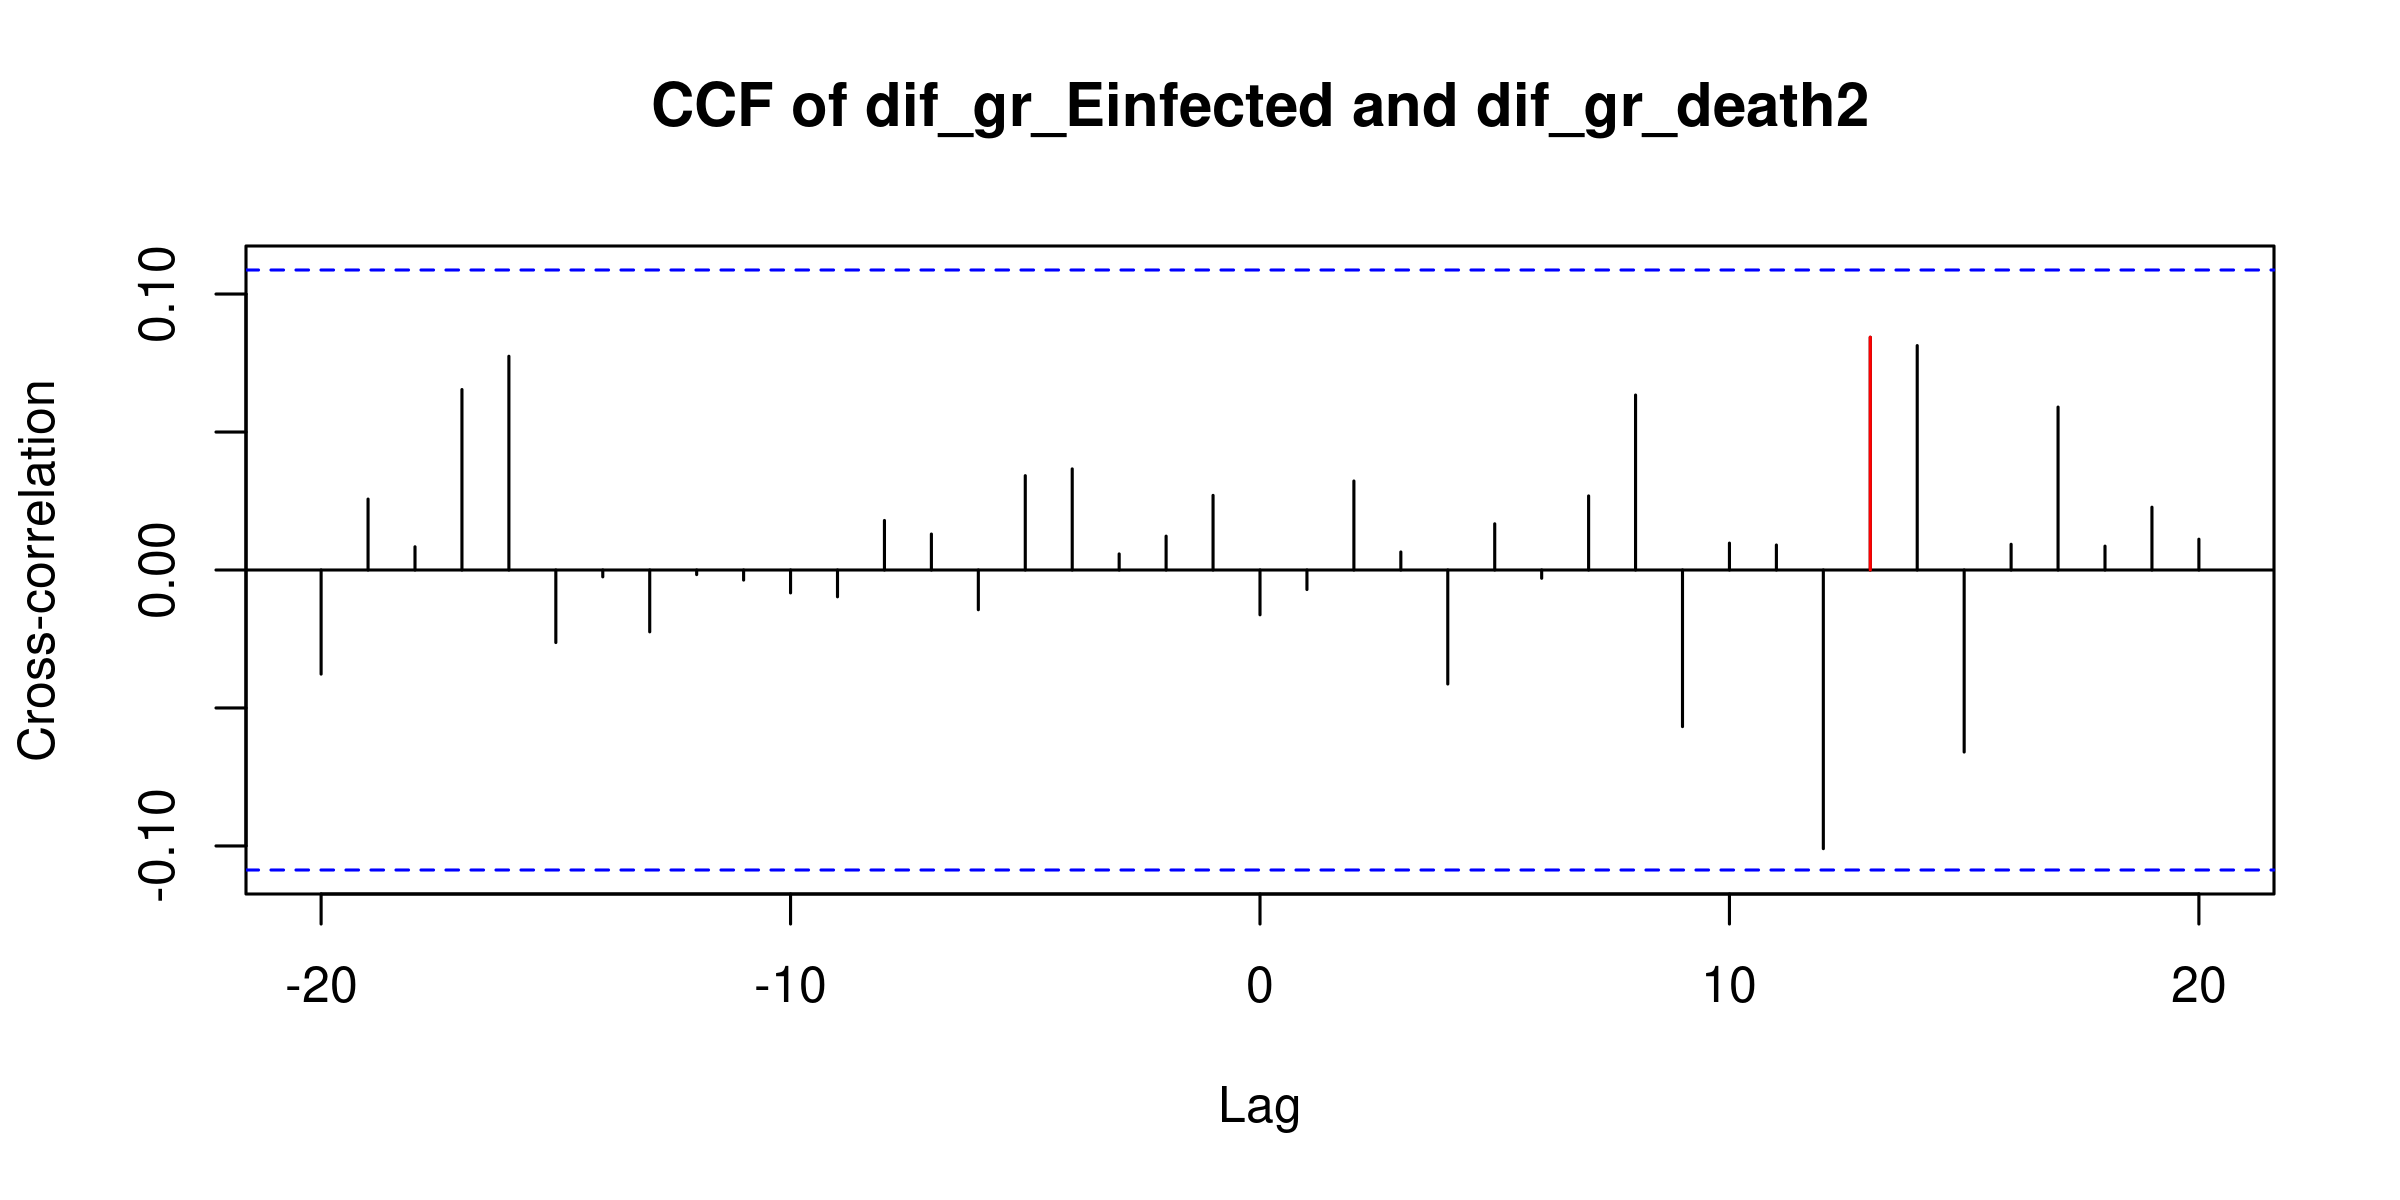 CCF of dif_gr_Einfected and dif_gr_death2
Cross-correlation
0.10
0.00
-0.10
-20 -10 0 10 20
Lag